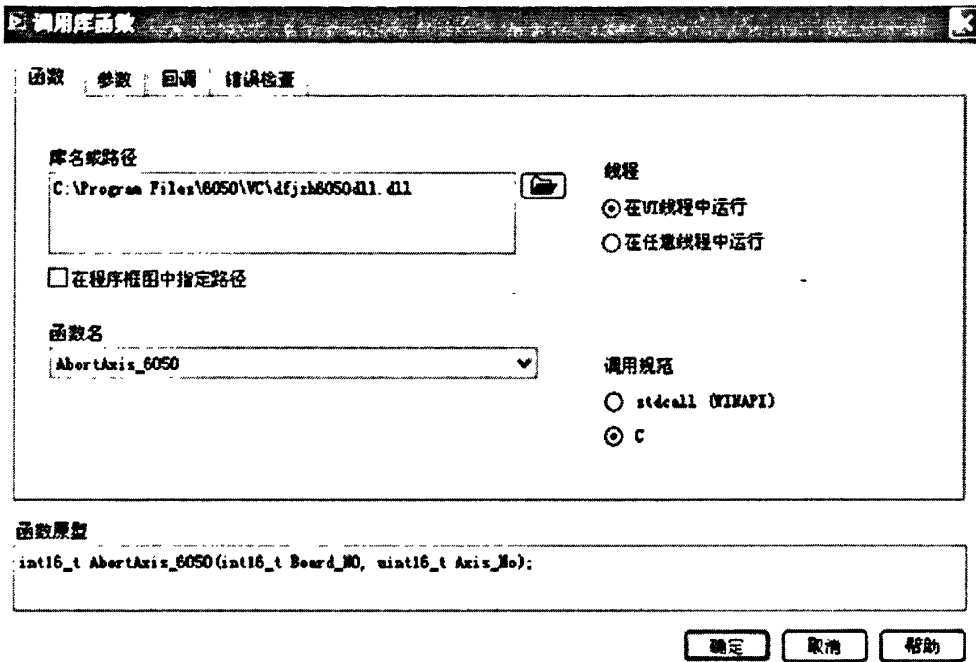 调用库函数
函数 参数 回调 错误检查
库名或路径
C:\Program Files\6050\VC\dfjzh6050dll.dll
在程序框图中指定路径
函数名
AbortAxis_6050
线程
在UI线程中运行
在任意线程中运行
调用规范
stdcall (WINAPI)
C
函数原型
int16_t AbortAxis_6050(int16_t Board_NO, uint16_t Axis_No);
确定 取消 帮助